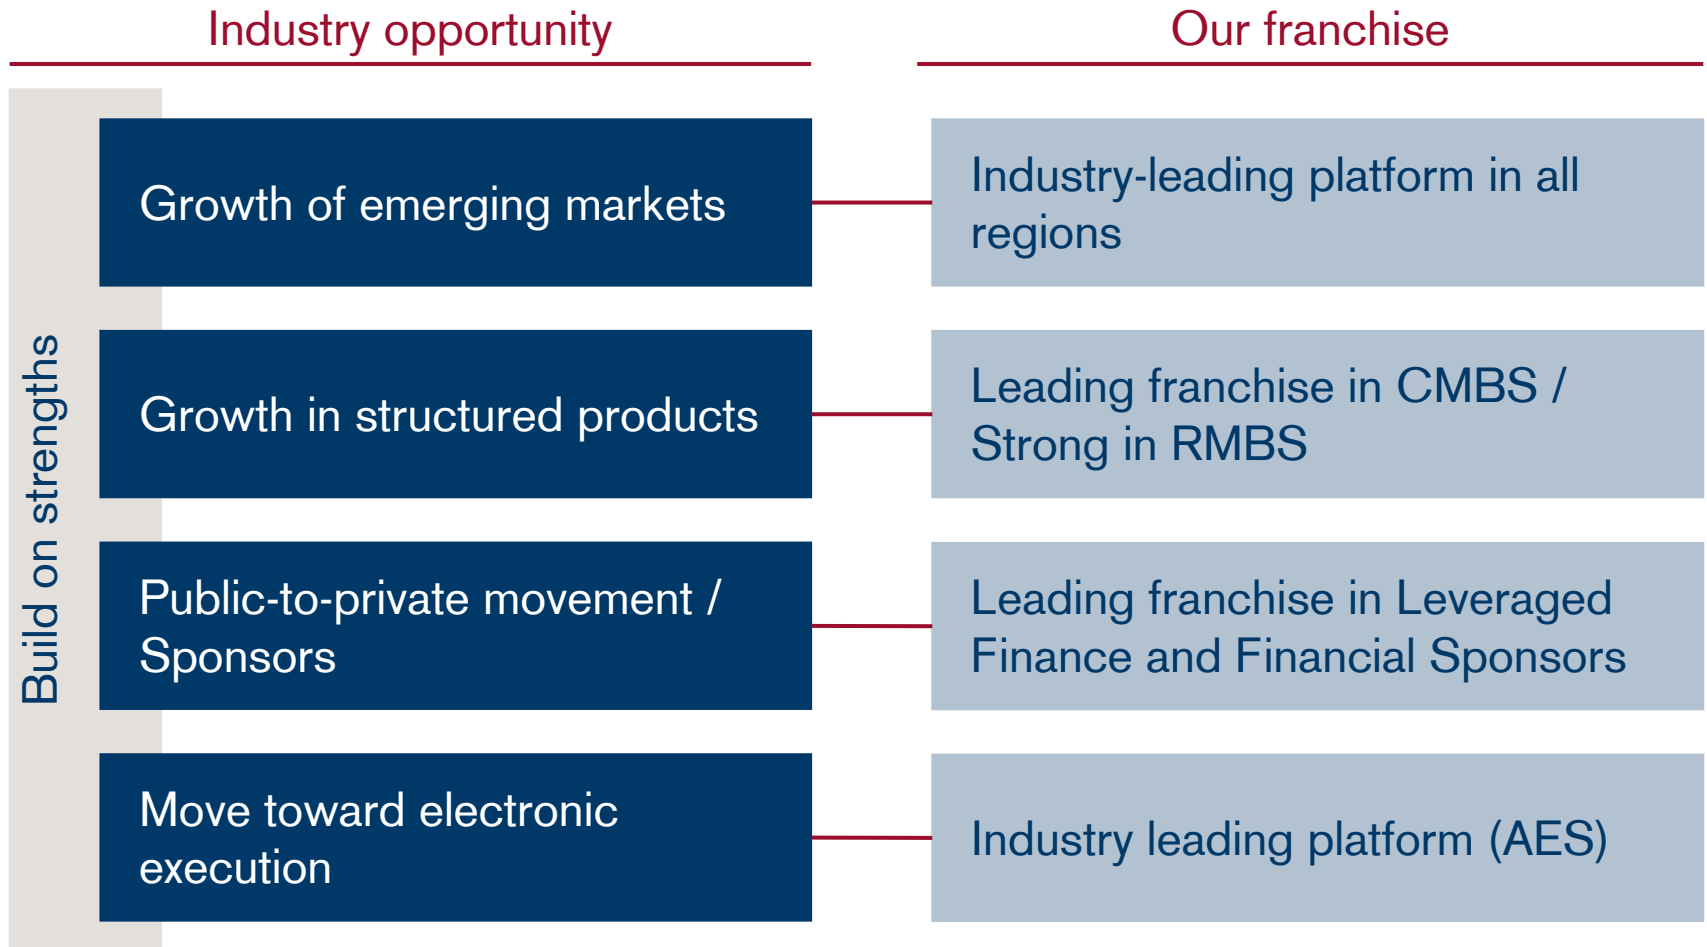 Industry opportunity
Our franchise
Build on strengths
Growth of emerging markets
Industry-leading platform in all
regions
Growth in structured products
Leading franchise in CMBS /
Strong in RMBS
Public-to-private movement /
Sponsors
Leading franchise in Leveraged
Finance and Financial Sponsors
Move toward electronic
execution
Industry leading platform (AES)